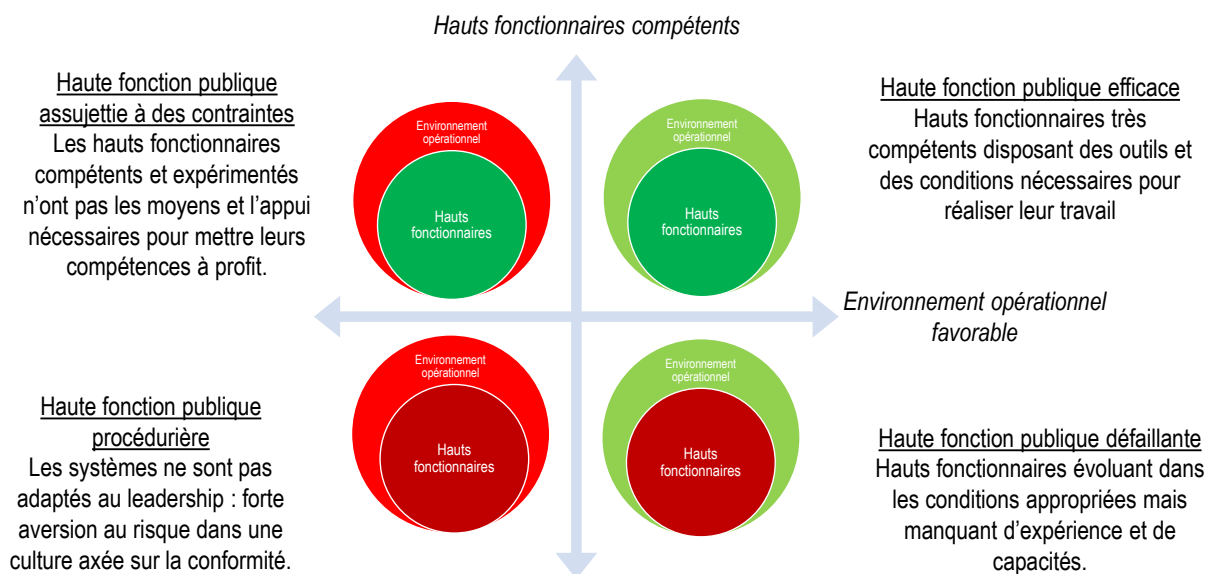 Hauts fonctionnaires compétents
Haute fonction publique
assujettie à des contraintes
Les hauts fonctionnaires
compétents et expérimentés
n’ont pas les moyens et l’appui
nécessaires pour mettre leurs
compétences à profit.
Environnement
opérationnel
Hauts
fonctionnaires
Environnement
opérationnel
Hauts
fonctionnaires
Haute fonction publique efficace
Hauts fonctionnaires très
compétents disposant des outils et
des conditions nécessaires pour
réaliser leur travail
Environnement opérationnel
favorable
Haute fonction publique
procédurière
Les systèmes ne sont pas
adaptés au leadership : forte
aversion au risque dans une
culture axée sur la conformité.
Environnement
opérationnel
Hauts
fonctionnaires
Environnement
opérationnel
Hauts
fonctionnaires
Haute fonction publique défaillante
Hauts fonctionnaires évoluant dans
les conditions appropriées mais
manquant d’expérience et de
capacités.